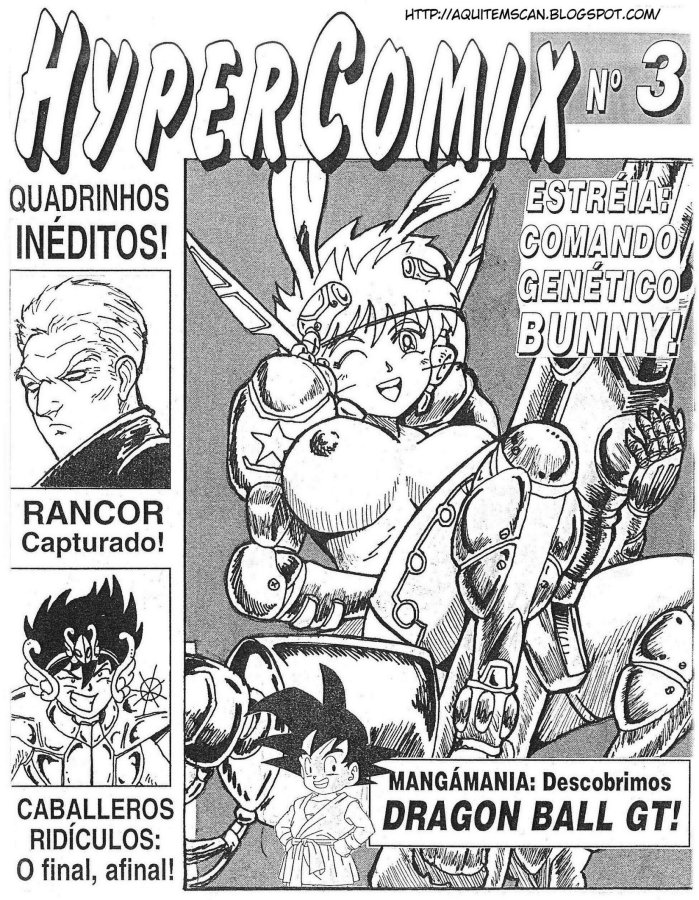 HTTP://AQUITEMSCAN.BLOGSPOT.COM/
HYPERCOMIX
Nº 3
QUADRINHOS
INÉDITOS!
ESTRÉIA:
COMANDO
GENÉTICO
BUNNY!
RANCOR
Capturado!
MANGÁMANIA: Descobrimos
DRAGON BALL GT!
CABALLEROS
RIDÍCULOS:
O final, afinal!